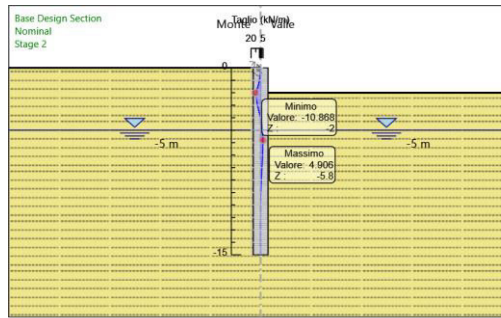 Base Design Section
Nominal
Stage 2
Taglio (kN/m)
Monte Valle
20 5
0
Minimo
Valore: -10.868
Z : -2
-5 m
-5 m
Massimo
Valore: 4.906
Z : -5.8
-15